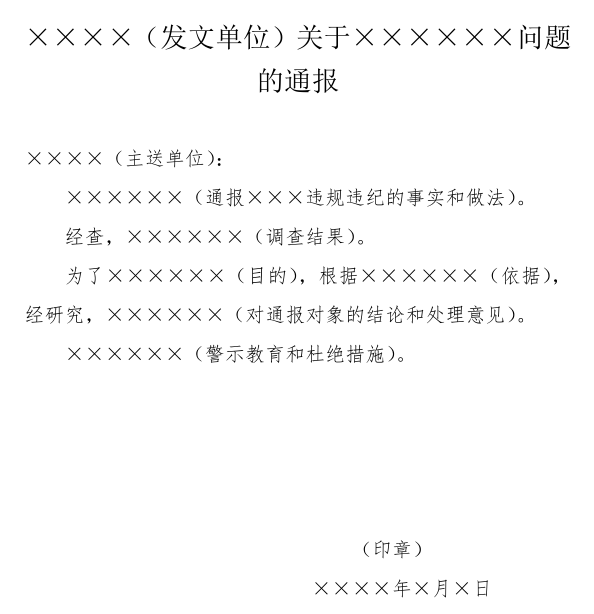 ××××（发文单位）关于××××××问题
的通报
××××（主送单位）：
××××××（通报×××违规违纪的事实和做法）。
经查，××××××（调查结果）。
为了××××××（目的），根据××××××（依据），
经研究，××××××（对通报对象的结论和处理意见）。
××××××（警示教育和杜绝措施）。
（印章）
××××年×月×日